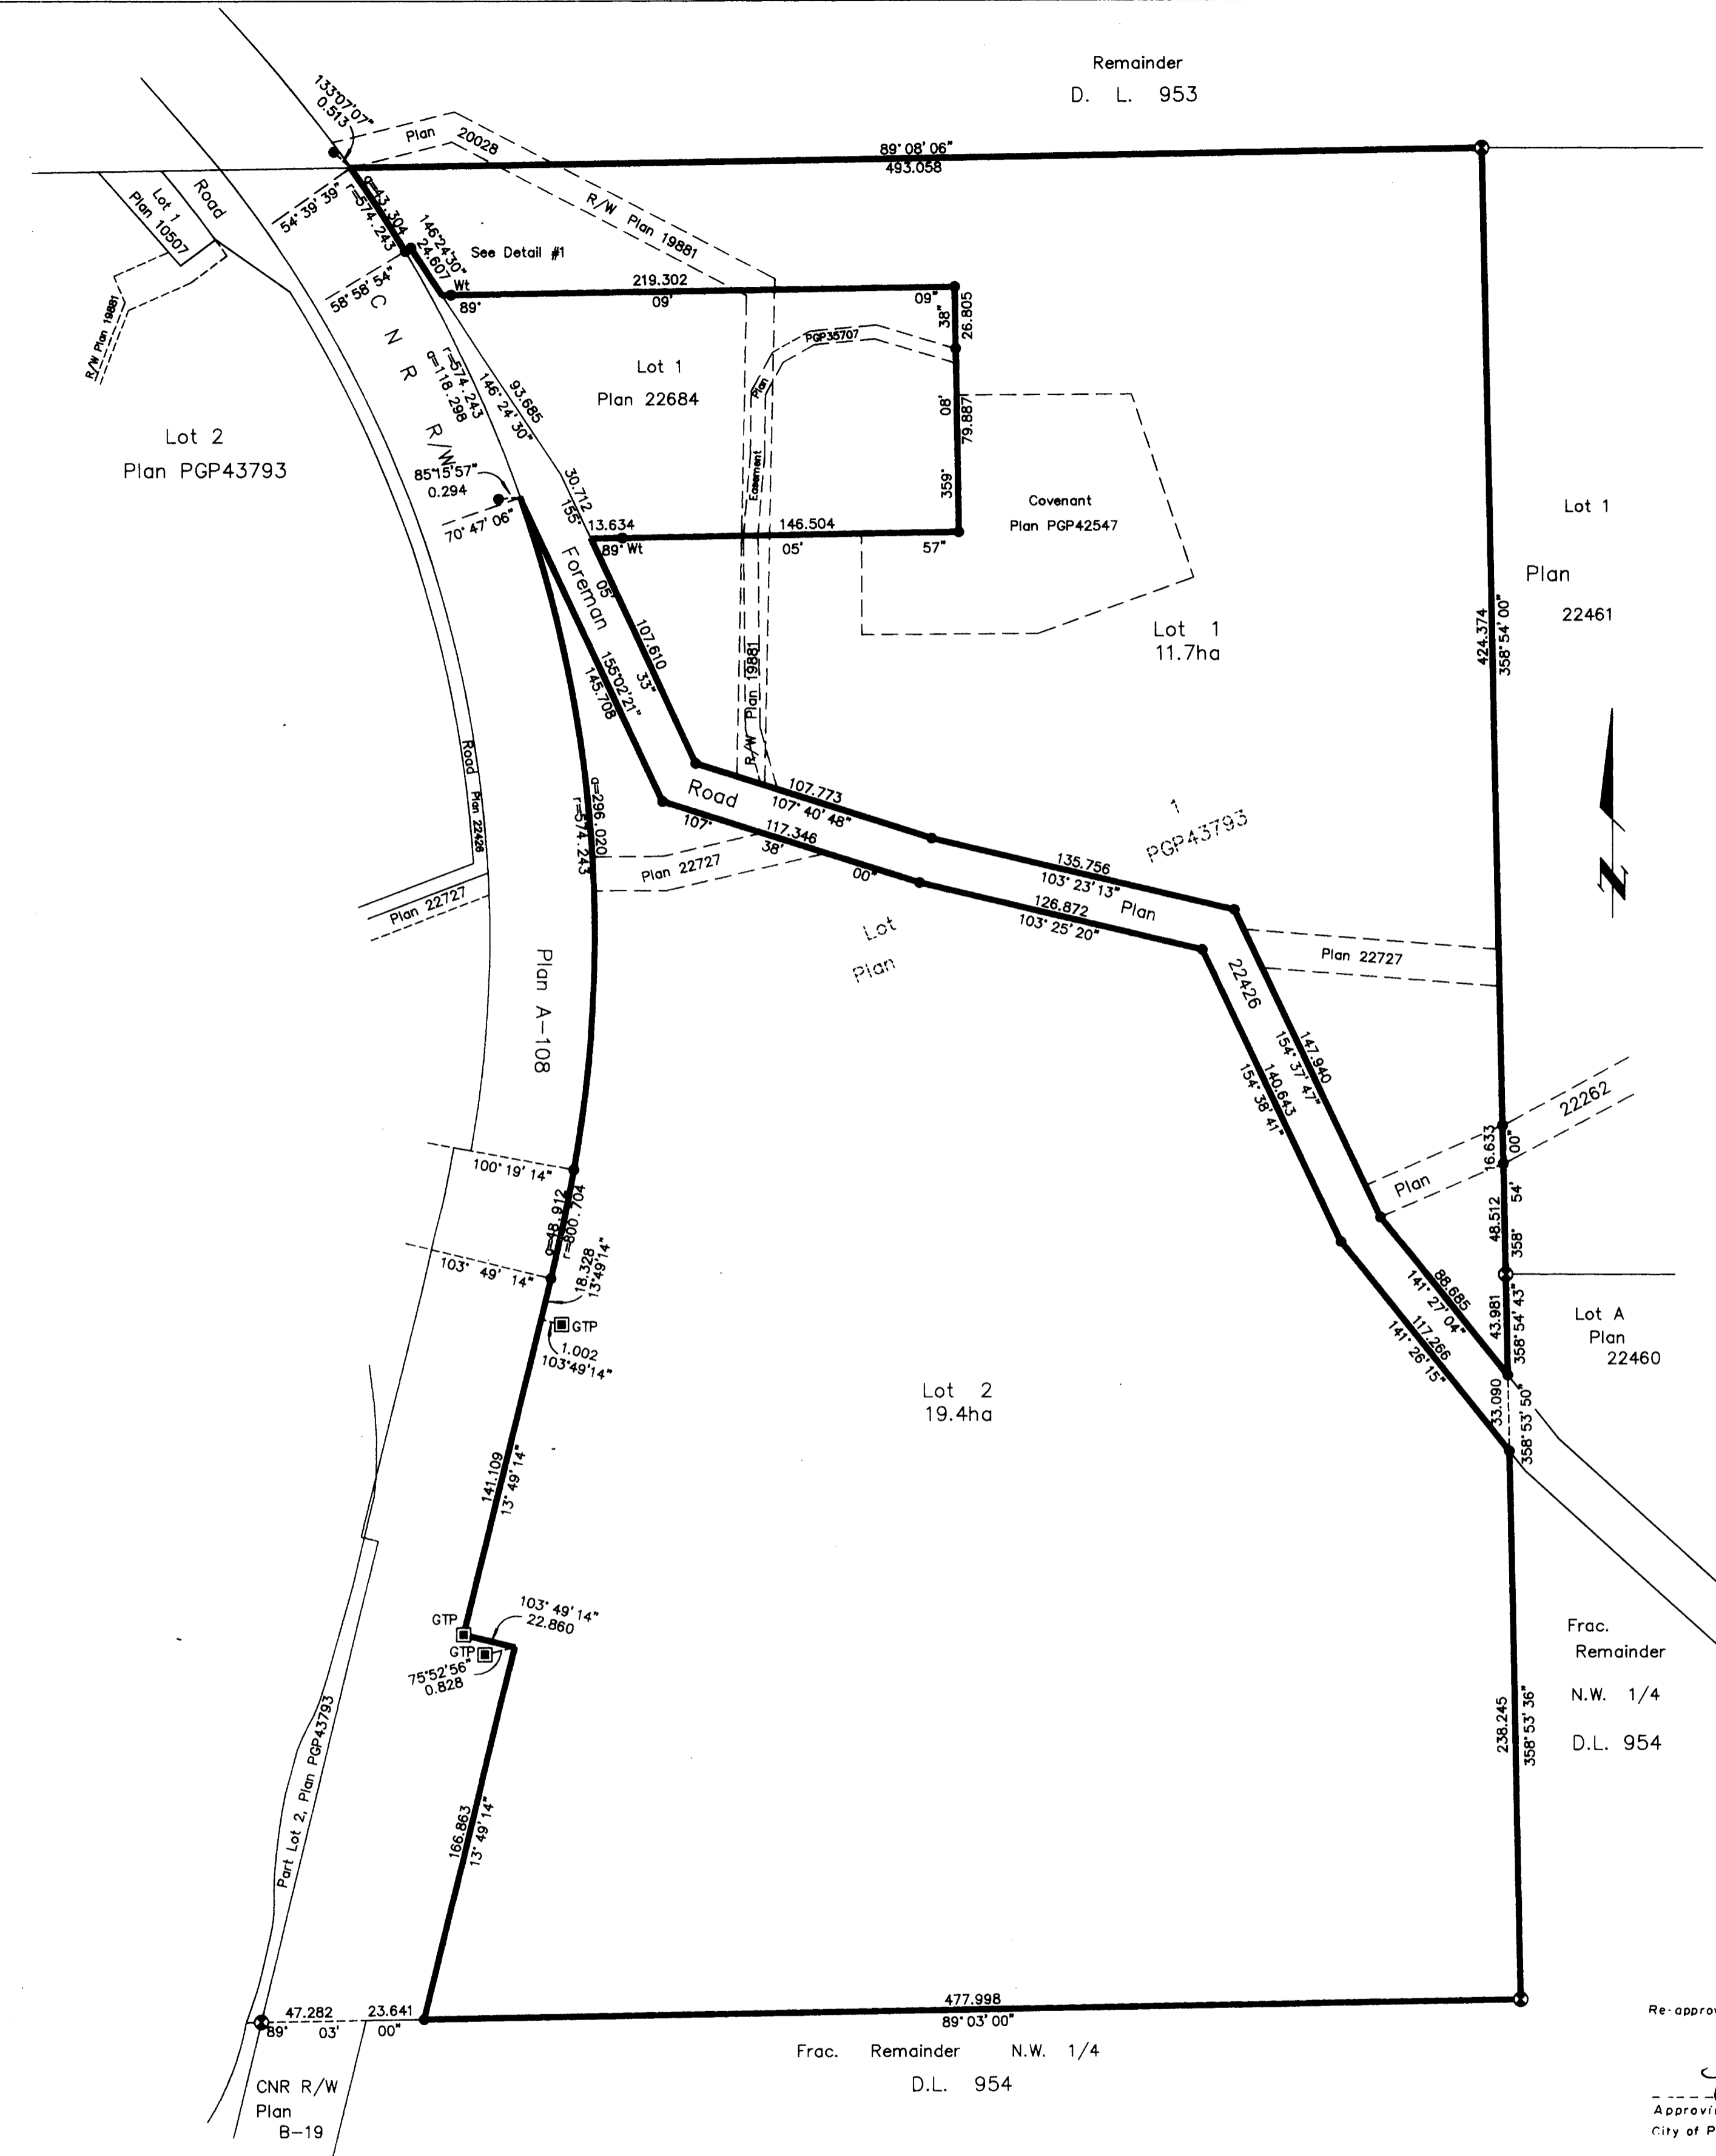 Remainder
D. L. 953
133°07'07"
0.513
Plan 20028
89° 08' 06"
493.058
Road
Lot 1
Plan 10507
54° 39' 39"
a=43.304
r=574.243
146°24'30"
24.607
R/W Plan 19881
See Detail #1
58° 58' 54"
Wt
219.302
89° 09' 09"
38"
26.805
R/W Plan 19881
C N R R/W
PGP35707
Plan
Easement
Lot 1
Plan 22684
r=574.243
a=118.298
93.685
146° 24' 30"
08'
79.887
359°
Lot 2
Plan PGP43793
85°15'57"
0.294
70° 47' 06"
30.712
155°
Covenant
Plan PGP42547
13.634
146.504
89° Wt 05' 57"
Lot 1
Plan
22461
Foreman
05'
107.610
33"
Lot 1
11.7ha
424.374
358° 54' 00"
155°02'21"
145.708
R/W Plan 19881
Road
107.773
107° 40' 48"
Road Plan 22426
a=296.020
r=574.243
117.346
107° 38' 00"
1
PGP43793
N
135.756
103° 23' 13"
Plan
Plan 22727
126.872
103° 25' 20"
Plan 22727
Lot
Plan
Plan 22727
22426
Plan A-108
147.940
154° 37' 47"
140.643
154° 38' 41"
22262
Plan
16.633
00"
100° 19' 14"
a=48.912
r=800.704
48.512
54'
358°
103° 49' 14"
18.328
13°49'14"
GTP
1.002
103°49'14"
88.685
141° 27' 04"
43.981
358° 54' 43"
Lot A
Plan
22460
117.266
141° 26' 15"
33.090
358° 53' 50"
Lot 2
19.4ha
141.109
13° 49' 14"
GTP
103° 49' 14"
22.860
GTP
75°52'56"
0.828
Frac.
Remainder
N.W. 1/4
D.L. 954
238.245
358° 53' 36"
Part Lot 2, Plan PGP43793
166.863
13° 49' 14"
47.282
23.641
89° 03' 00"
477.998
89° 03' 00"
Frac. Remainder N.W. 1/4
D.L. 954
CNR R/W
Plan
B-19
City of P